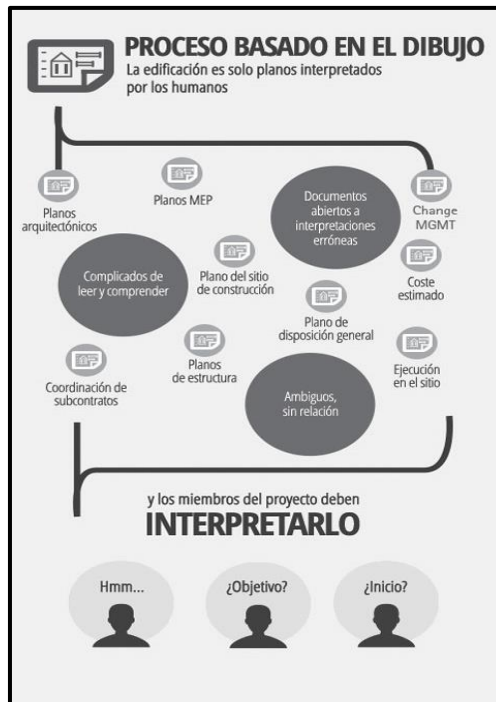 PROCESO BASADO EN EL DIBUJO
La edificación es solo planos interpretados
por los humanos
Planos
arquitectónicos
Planos MEP
Documentos
abiertos a
interpretaciones
erróneas
Change
MGMT
Complicados de
leer y comprender
Plano del sitio
de construcción
Plano de
disposición general
Coste
estimado
Coordinación de
subcontratos
Planos
de estructura
Ambiguos,
sin relación
Ejecución
en el sitio
y los miembros del proyecto deben
INTERPRETARLO
Hmm...
¿Objetivo?
¿Inicio?